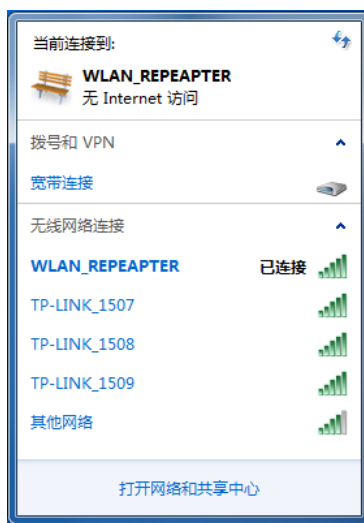 当前连接到:
WLAN_REPEAPTER
无 Internet 访问
拨号和 VPN
宽带连接
无线网络连接
WLAN_REPEAPTER 已连接
TP-LINK_1507
TP-LINK_1508
TP-LINK_1509
其他网络
打开网络和共享中心